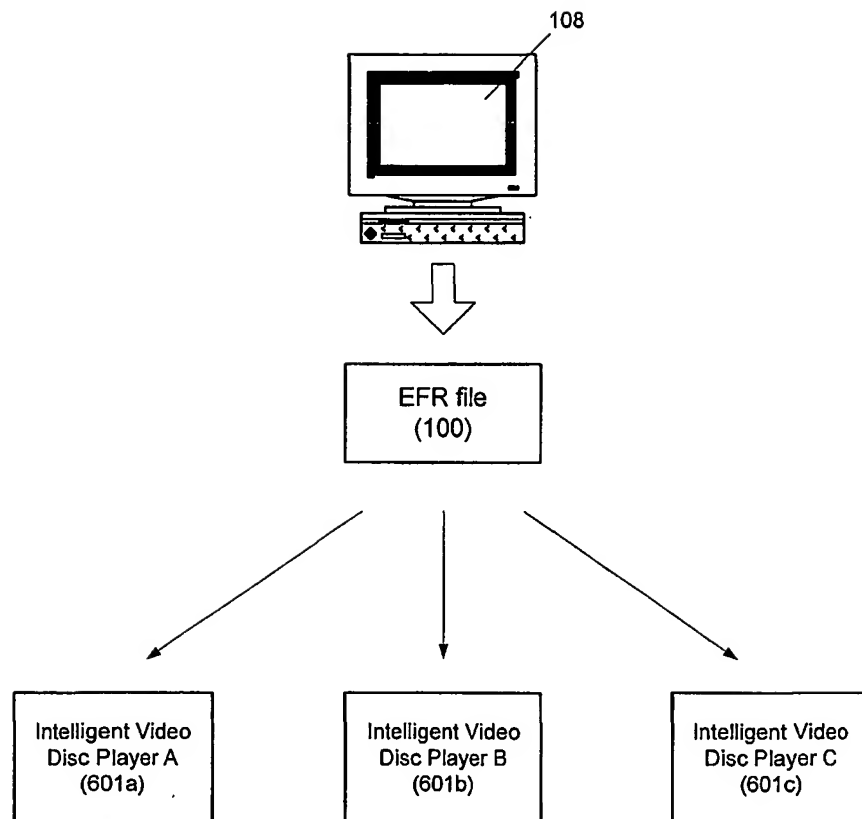 108
EFR file
(100)
Intelligent Video
Disc Player A
(601a)
Intelligent Video
Disc Player B
(601b)
Intelligent Video
Disc Player C
(601c)